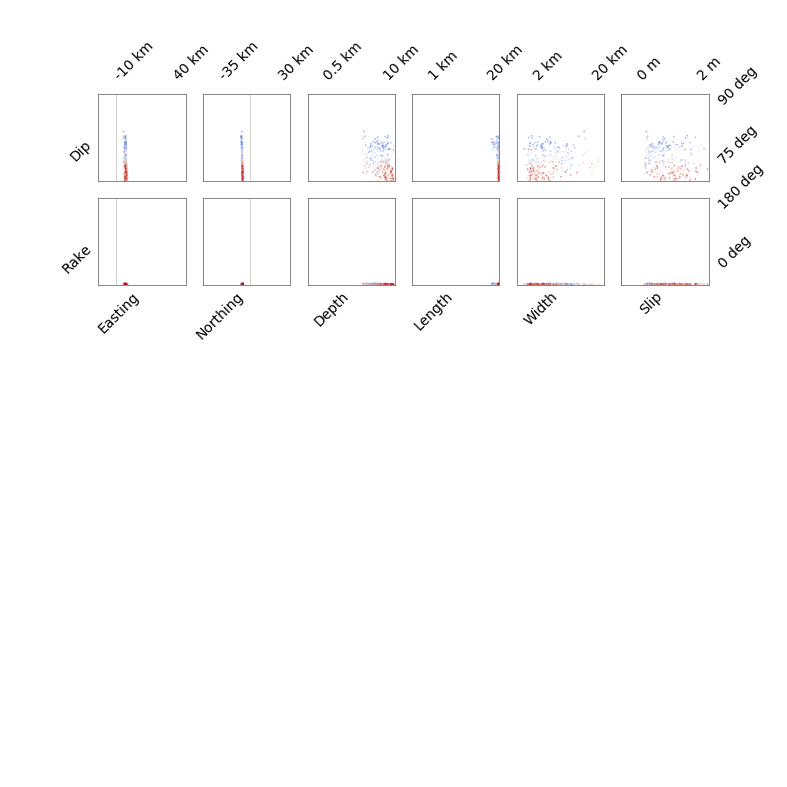 -10 km
40 km
-35 km
30 km
0.5 km
10 km
1 km
20 km
2 km
20 km
0 m
2 m
90 deg
Dip
75 deg
180 deg
Rake
0 deg
Easting
Northing
Depth
Length
Width
Slip